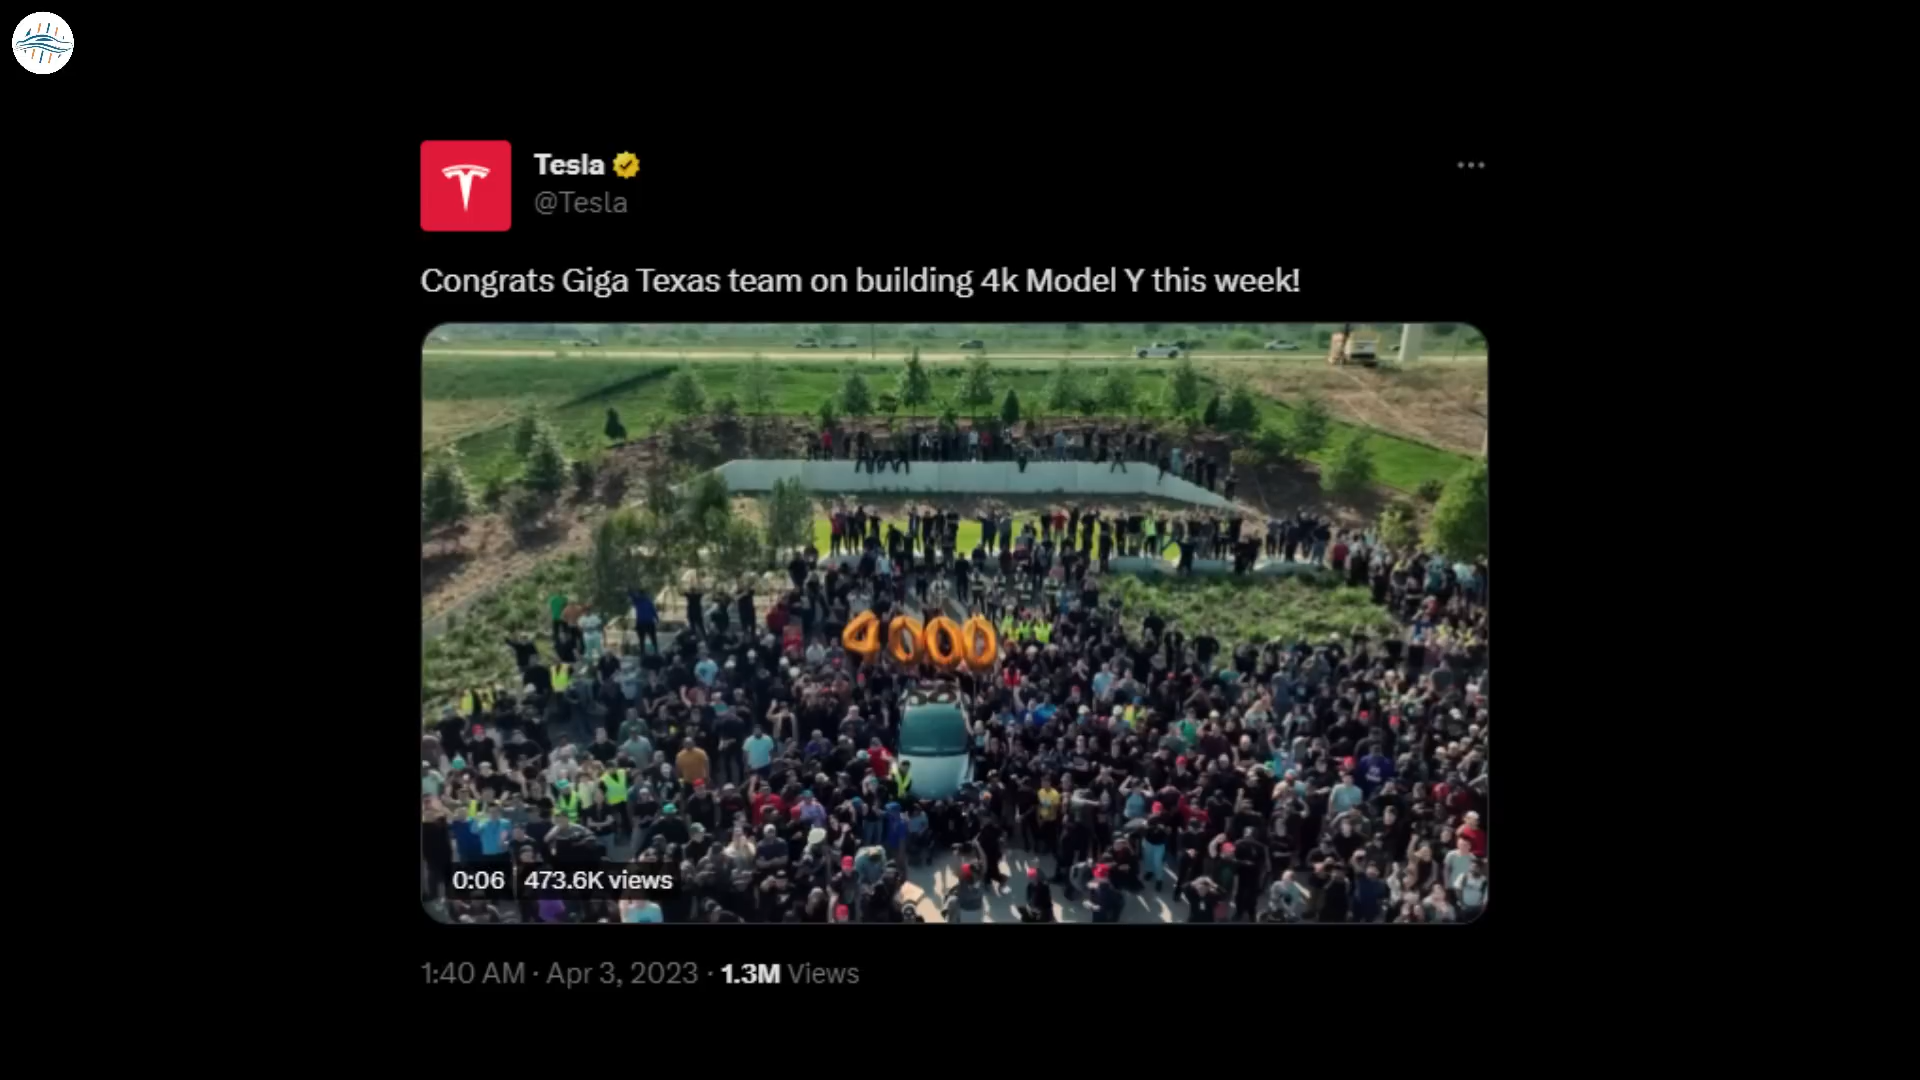 Tesla
@Tesla
Congrats Giga Texas team on building 4k Model Y this week!
4000
0:06 473.6K views
1:40 AM · Apr 3, 2023 · 1.3M Views